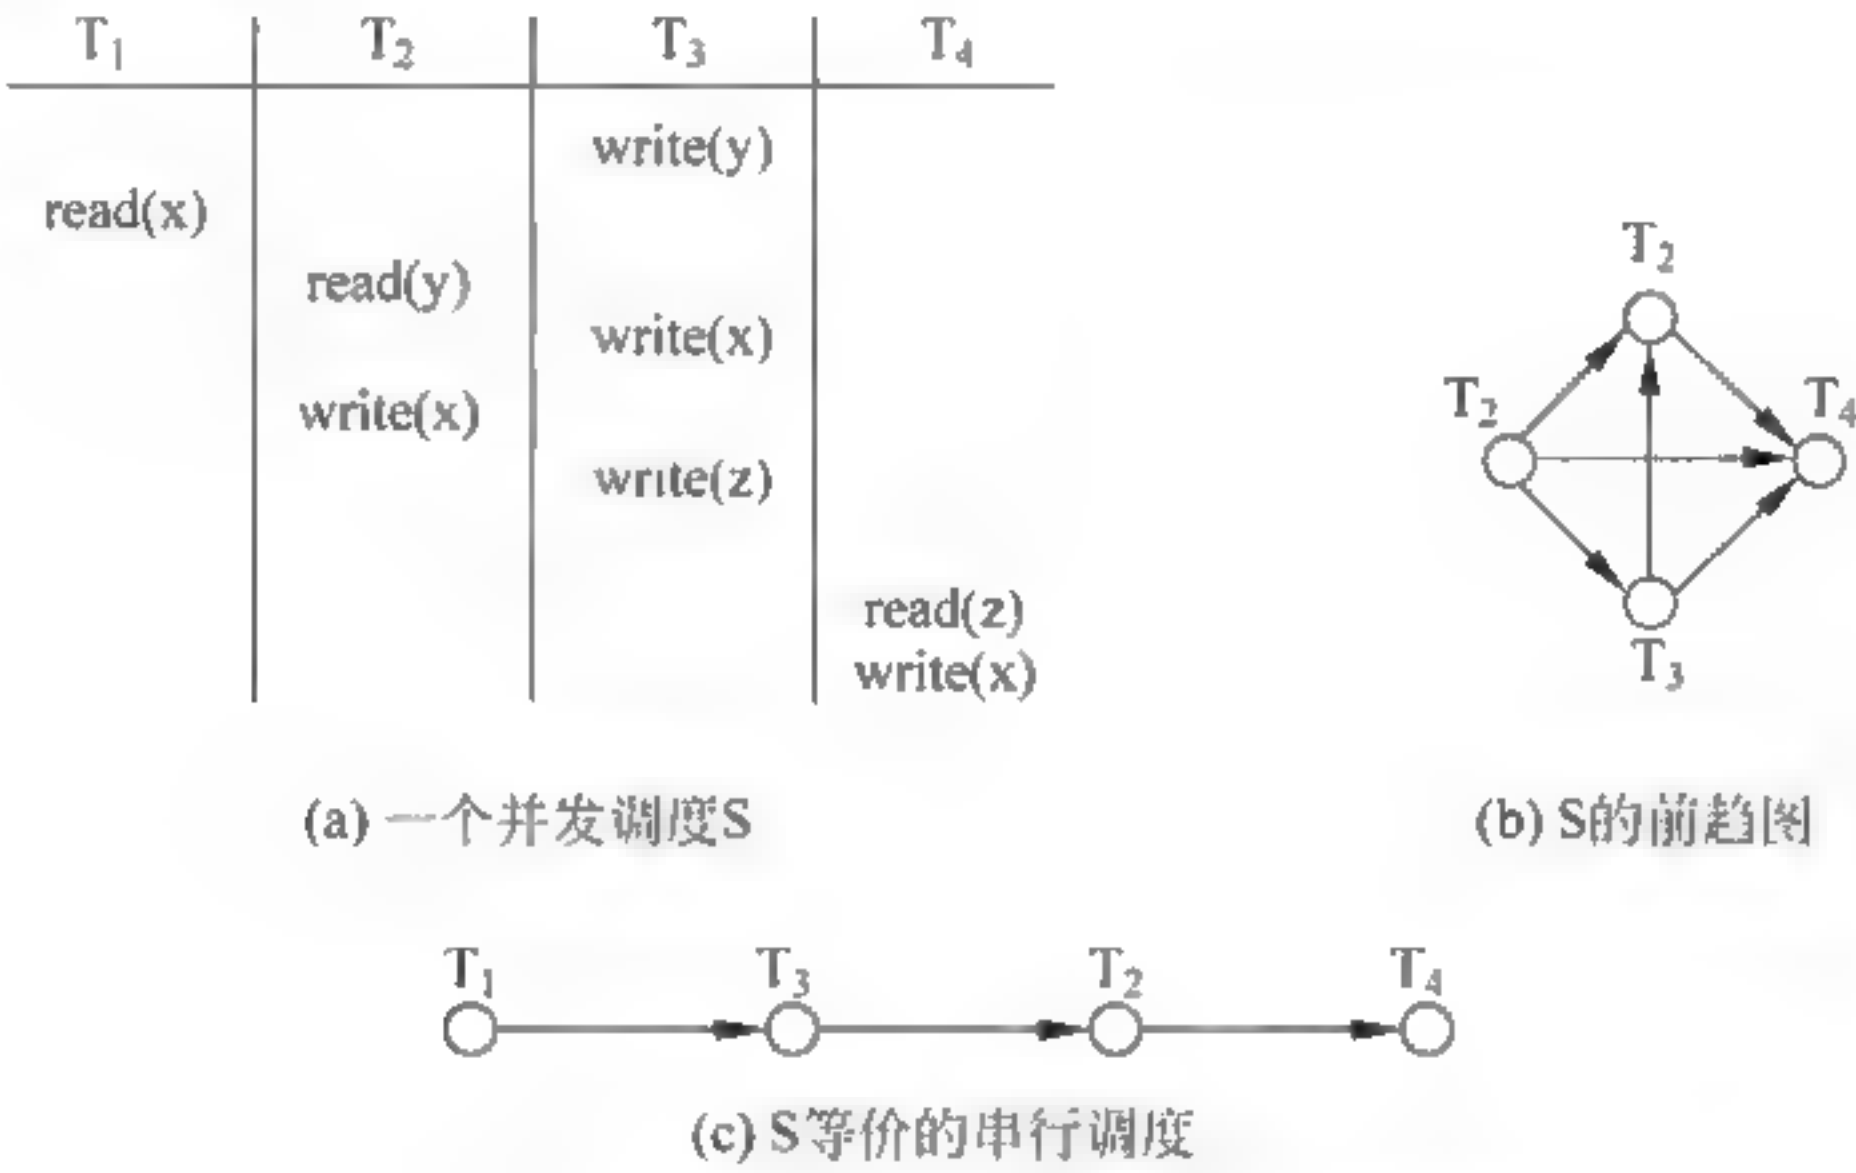 T₁ T₂ T₃ T₄
write(y)
read(x)
read(y)
write(x)
write(x)
write(z)
read(z)
write(x)
(a) 一个并发调度S
T₂
T₂
T₄
T₃
(b) S的前趋图
T₁ T₃ T₂ T₄
(c) S等价的串行调度